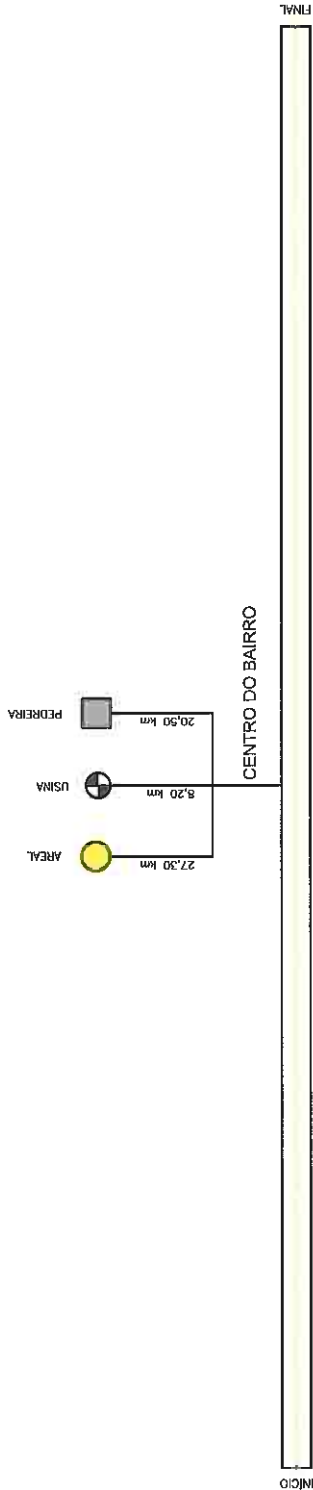 FINAL
PEDREIRA
20,50 km
USINA
8,20 km
AREAL
27,30 km
CENTRO DO BAIRRO
INÍCIO